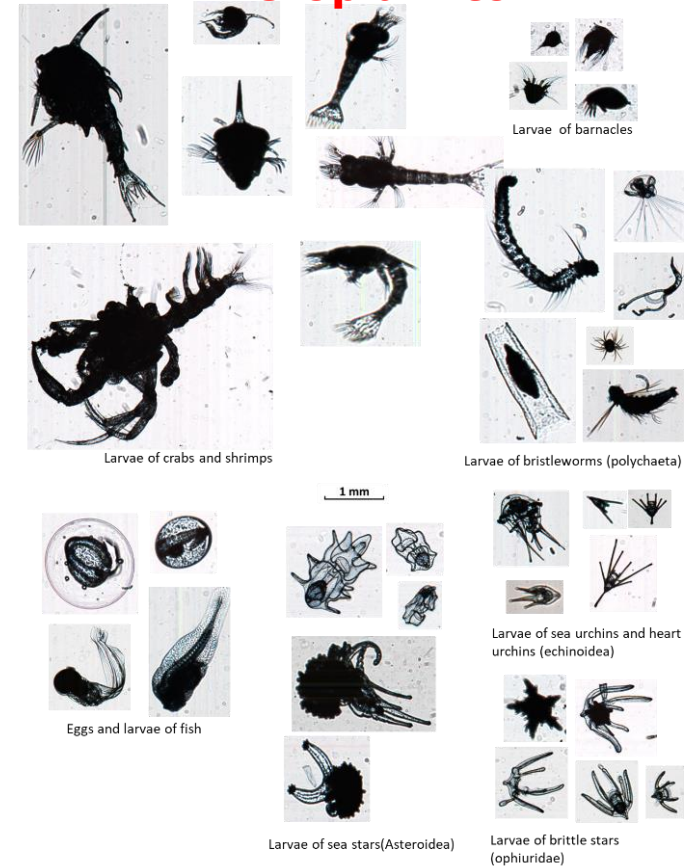 Larvae of barnacles
Larvae of crabs and shrimps
Larvae of bristleworms (polychaeta)
1 mm
Larvae of sea urchins and heart
urchins (echinoidea)
Eggs and larvae of fish
Larvae of sea stars(Asteroidea)
Larvae of brittle stars
(ophiuridae)